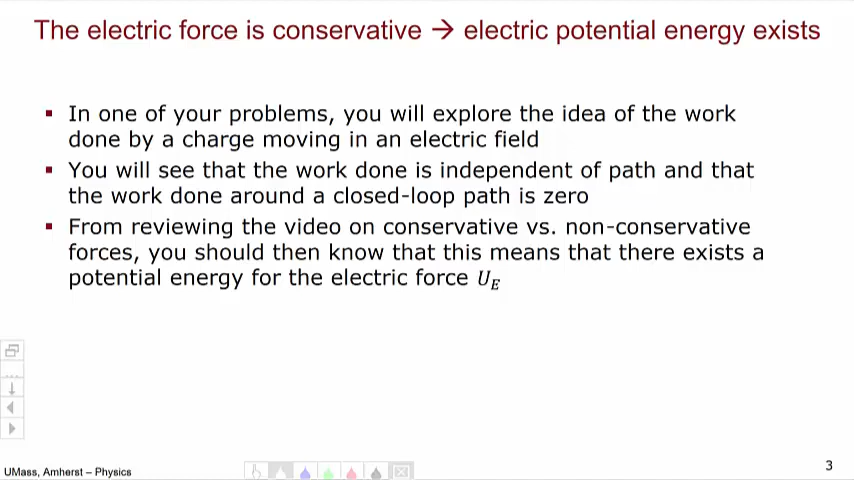 The electric force is conservative → electric potential energy exists
▪ In one of your problems, you will explore the idea of the work
done by a charge moving in an electric field
▪ You will see that the work done is independent of path and that
the work done around a closed-loop path is zero
▪ From reviewing the video on conservative vs. non-conservative
forces, you should then know that this means that there exists a
potential energy for the electric force U_E
UMass, Amherst – Physics
3